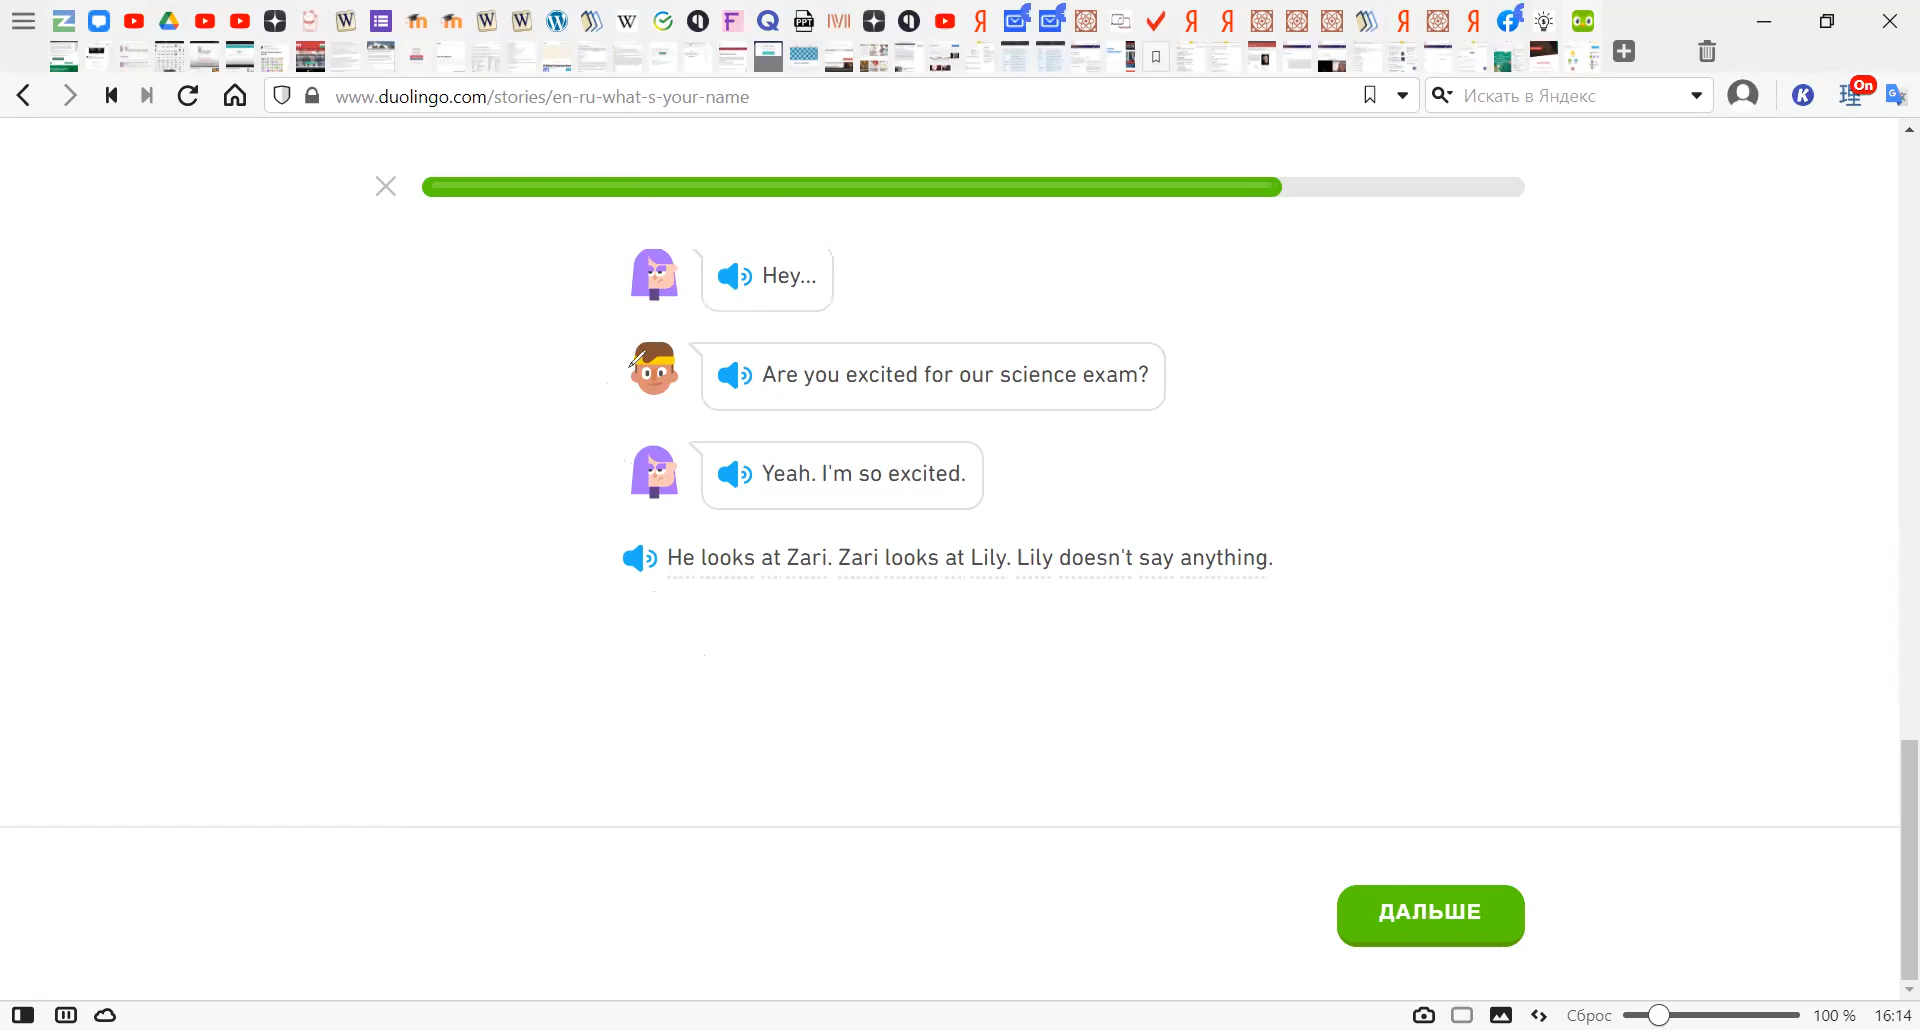 www.duolingo.com/stories/en-ru-what-s-your-name
Искать в Яндекс
On
Hey...
Are you excited for our science exam?
Yeah. I'm so excited.
He looks at Zari. Zari looks at Lily. Lily doesn't say anything.
ДАЛЬШЕ
Сброс
100 %
16:14